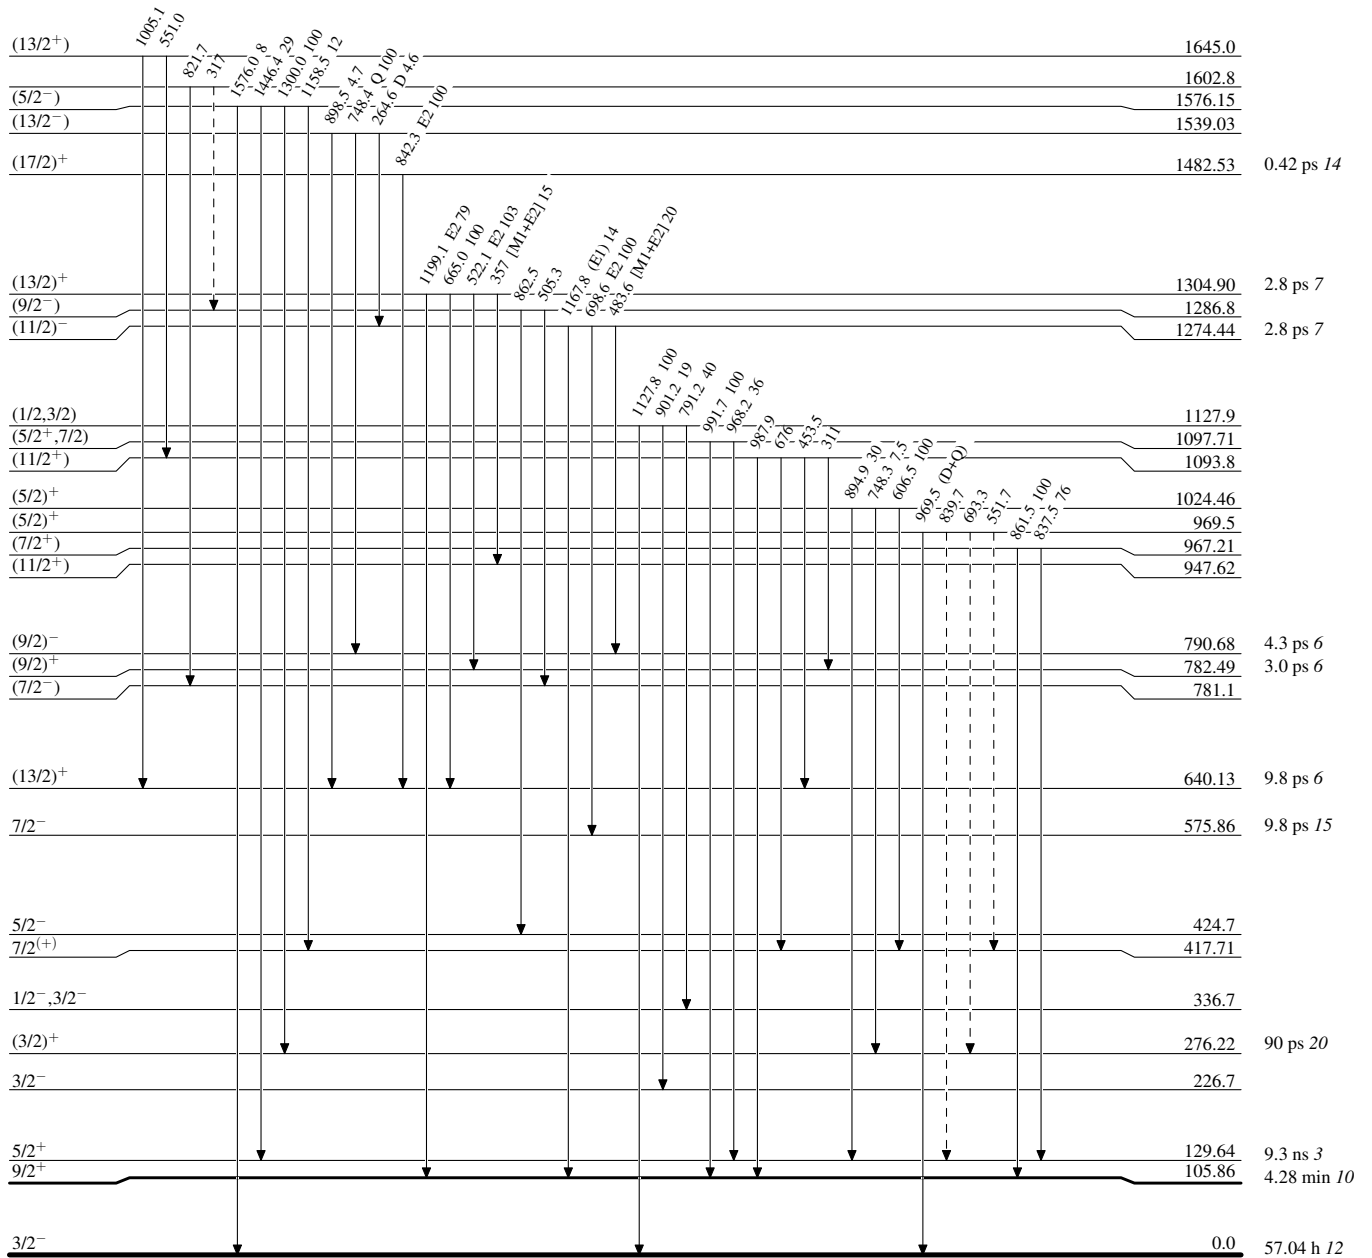 1005.1
551.0
821.7
317
1576.0 8
1446.4 29
1300.0 100
1158.5 12
898.5 4.7
748.4 Q 100
264.6 D 4.6
842.3 E2 100
1199.1 E2 79
665.0 100
522.1 E2 103
357 [M1+E2] 15
862.5
505.3
1167.8 (E1) 14
698.6 E2 100
483.6 [M1+E2] 20
1127.8 100
901.2 19
791.2 40
991.7 100
968.2 36
987.9
676
453.5
311
894.9 30
748.3 7.5
606.5 100
969.5 (D+Q)
839.7
693.3
551.7
861.5 100
837.5 76
(13/2⁺) 1645.0
1602.8
(5/2⁻) 1576.15
(13/2⁻) 1539.03
(17/2)⁺ 1482.53 0.42 ps 14
(13/2)⁺ 1304.90 2.8 ps 7
(9/2⁻) 1286.8
(11/2)⁻ 1274.44 2.8 ps 7
(1/2,3/2) 1127.9
(5/2⁺,7/2) 1097.71
(11/2⁺) 1093.8
(5/2)⁺ 1024.46
(5/2)⁺ 969.5
(7/2⁺) 967.21
(11/2⁺) 947.62
(9/2)⁻ 790.68 4.3 ps 6
(9/2)⁺ 782.49 3.0 ps 6
(7/2⁻) 781.1
(13/2)⁺ 640.13 9.8 ps 6
7/2⁻ 575.86 9.8 ps 15
5/2⁻ 424.7
7/2⁽⁺⁾ 417.71
1/2⁻,3/2⁻ 336.7
(3/2)⁺ 276.22 90 ps 20
3/2⁻ 226.7
5/2⁺ 129.64 9.3 ns 3
9/2⁺ 105.86 4.28 min 10
3/2⁻ 0.0 57.04 h 12